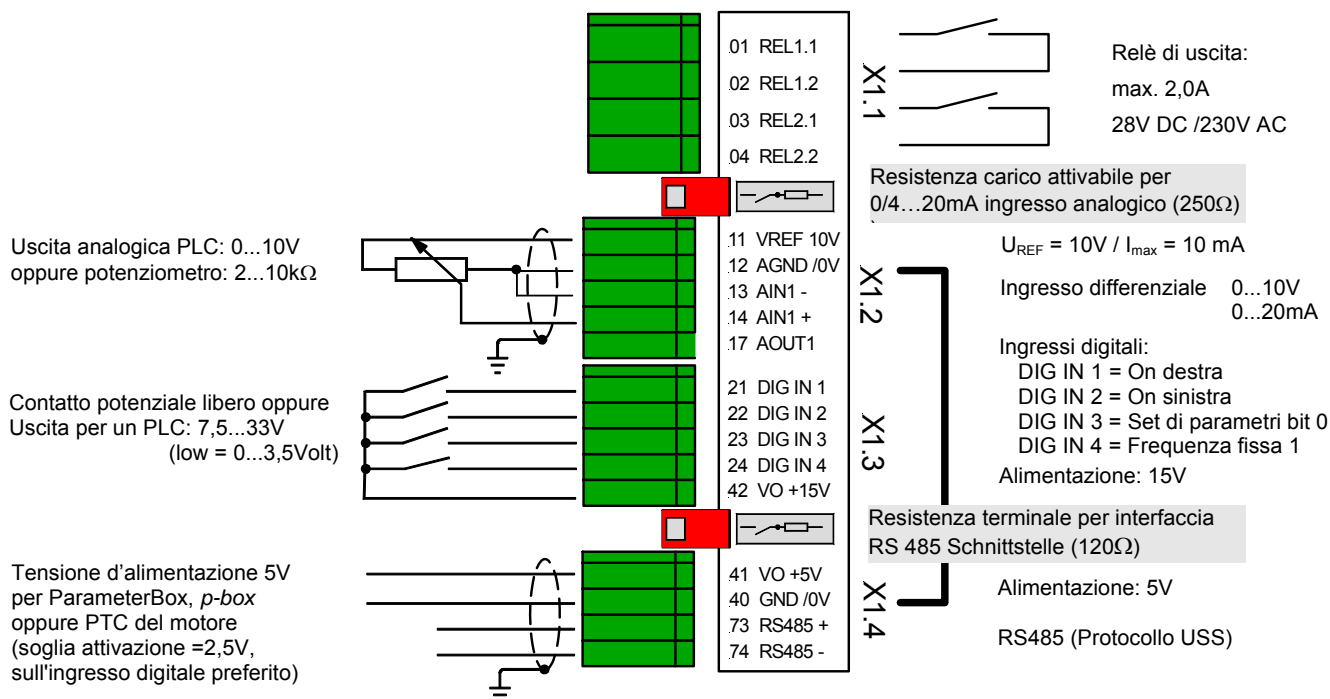 01 REL1.1
02 REL1.2
03 REL2.1
04 REL2.2
X1.1
Relè di uscita:
max. 2,0A
28V DC /230V AC
Resistenza carico attivabile per
0/4…20mA ingresso analogico (250Ω)
Uscita analogica PLC: 0...10V
oppure potenziometro: 2...10kΩ
11 VREF 10V
12 AGND /0V
13 AIN1 -
14 AIN1 +
17 AOUT1
X1.2
UREF = 10V / Imax = 10 mA
Ingresso differenziale 0...10V
0...20mA
Ingressi digitali:
DIG IN 1 = On destra
DIG IN 2 = On sinistra
DIG IN 3 = Set di parametri bit 0
DIG IN 4 = Frequenza fissa 1
Alimentazione: 15V
Contatto potenziale libero oppure
Uscita per un PLC: 7,5...33V
(low = 0...3,5Volt)
21 DIG IN 1
22 DIG IN 2
23 DIG IN 3
24 DIG IN 4
42 VO +15V
X1.3
Resistenza terminale per interfaccia
RS 485 Schnittstelle (120Ω)
Tensione d'alimentazione 5V
per ParameterBox, p-box
oppure PTC del motore
(soglia attivazione =2,5V,
sull'ingresso digitale preferito)
41 VO +5V
40 GND /0V
73 RS485 +
74 RS485 -
X1.4
Alimentazione: 5V
RS485 (Protocollo USS)